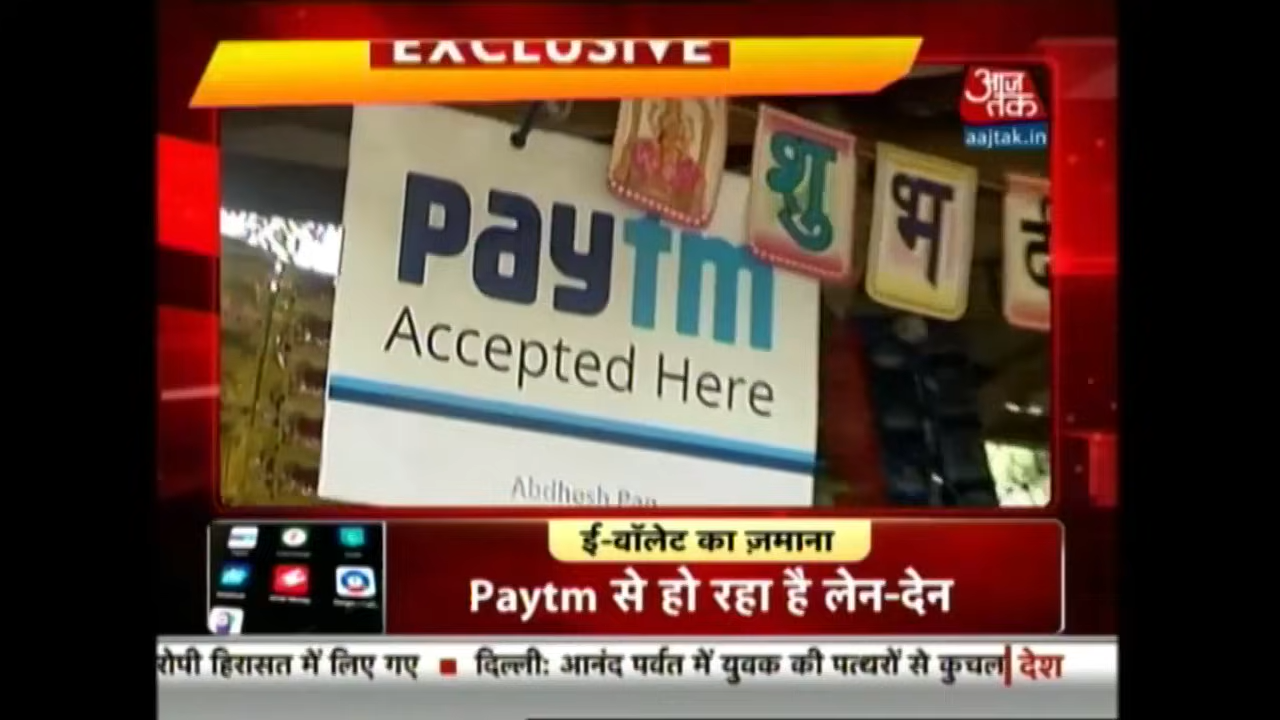 EXCLUSIVE
आज
तक
aajtak.in
शु भ
paytm
Accepted Here
Abdhesh
ई-वॉलेट का ज़माना
Paytm से हो रहा है लेन-देन
रोपी हिरासत में लिए गए ■ दिल्ली: आनंद पर्वत में युवक की पत्थरों से कुचल देश